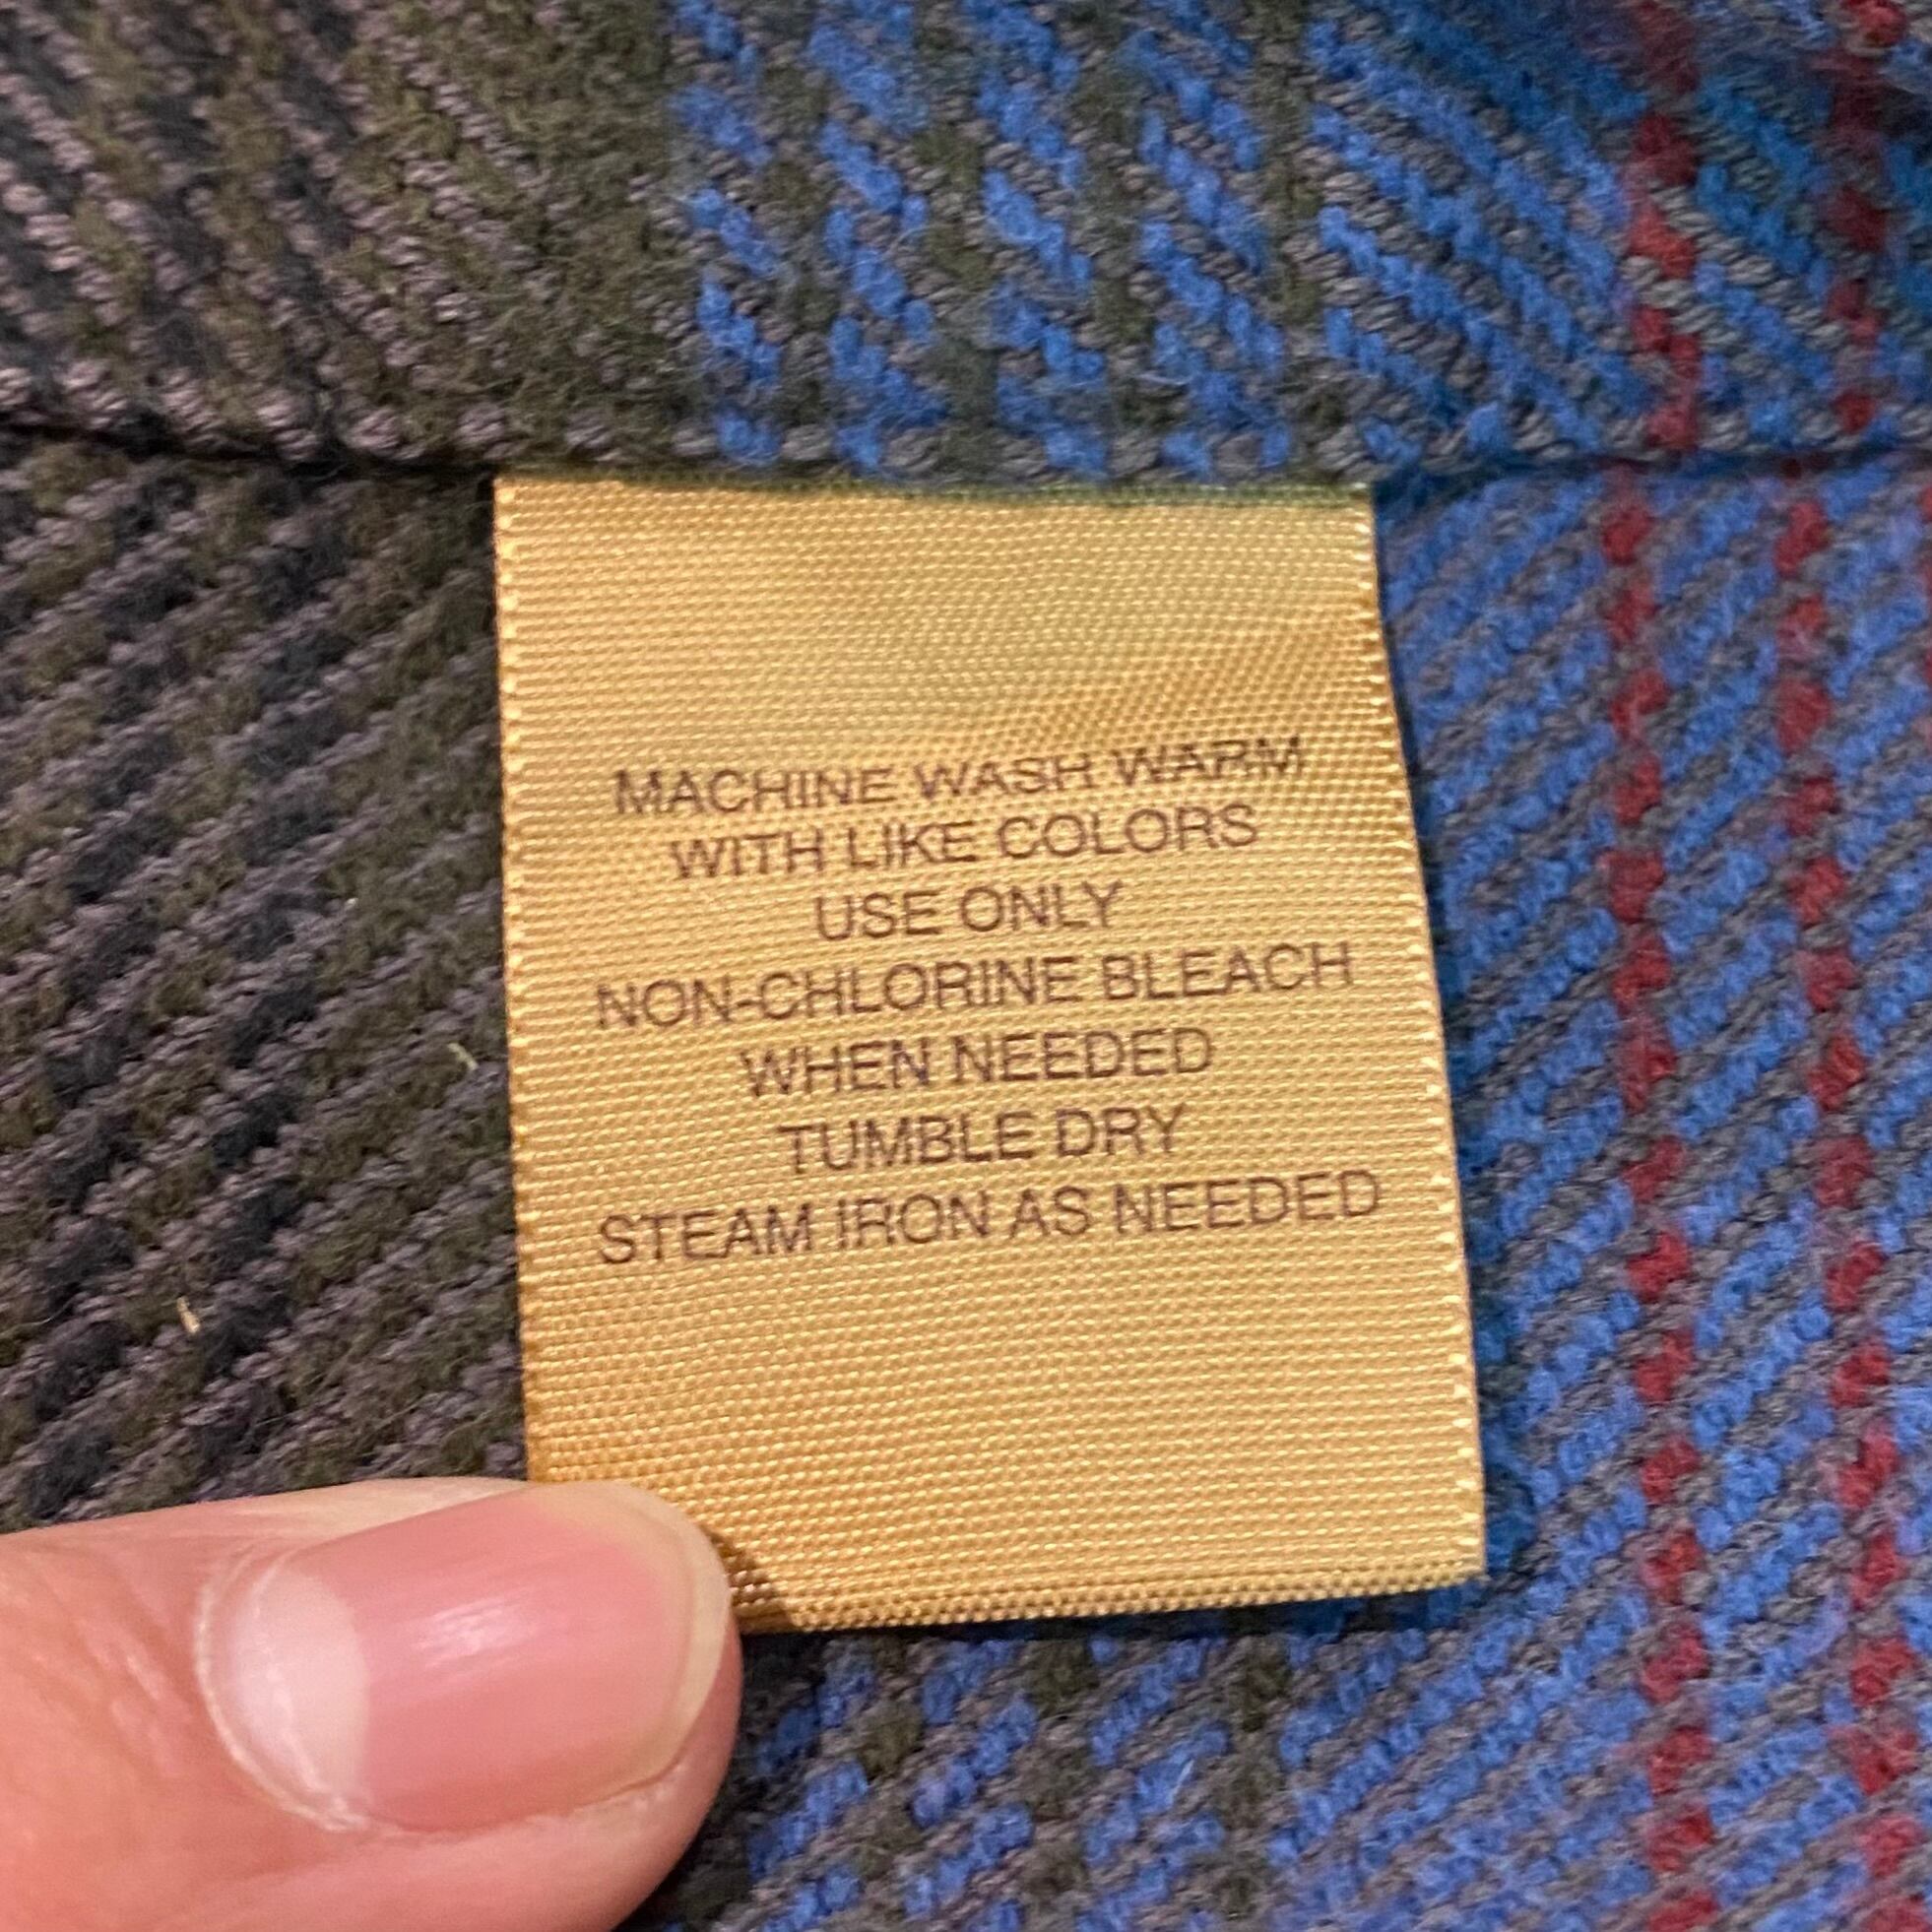 MACHINE WASH WARM
WITH LIKE COLORS
USE ONLY
NON-CHLORINE BLEACH
WHEN NEEDED
TUMBLE DRY
STEAM IRON AS NEEDED